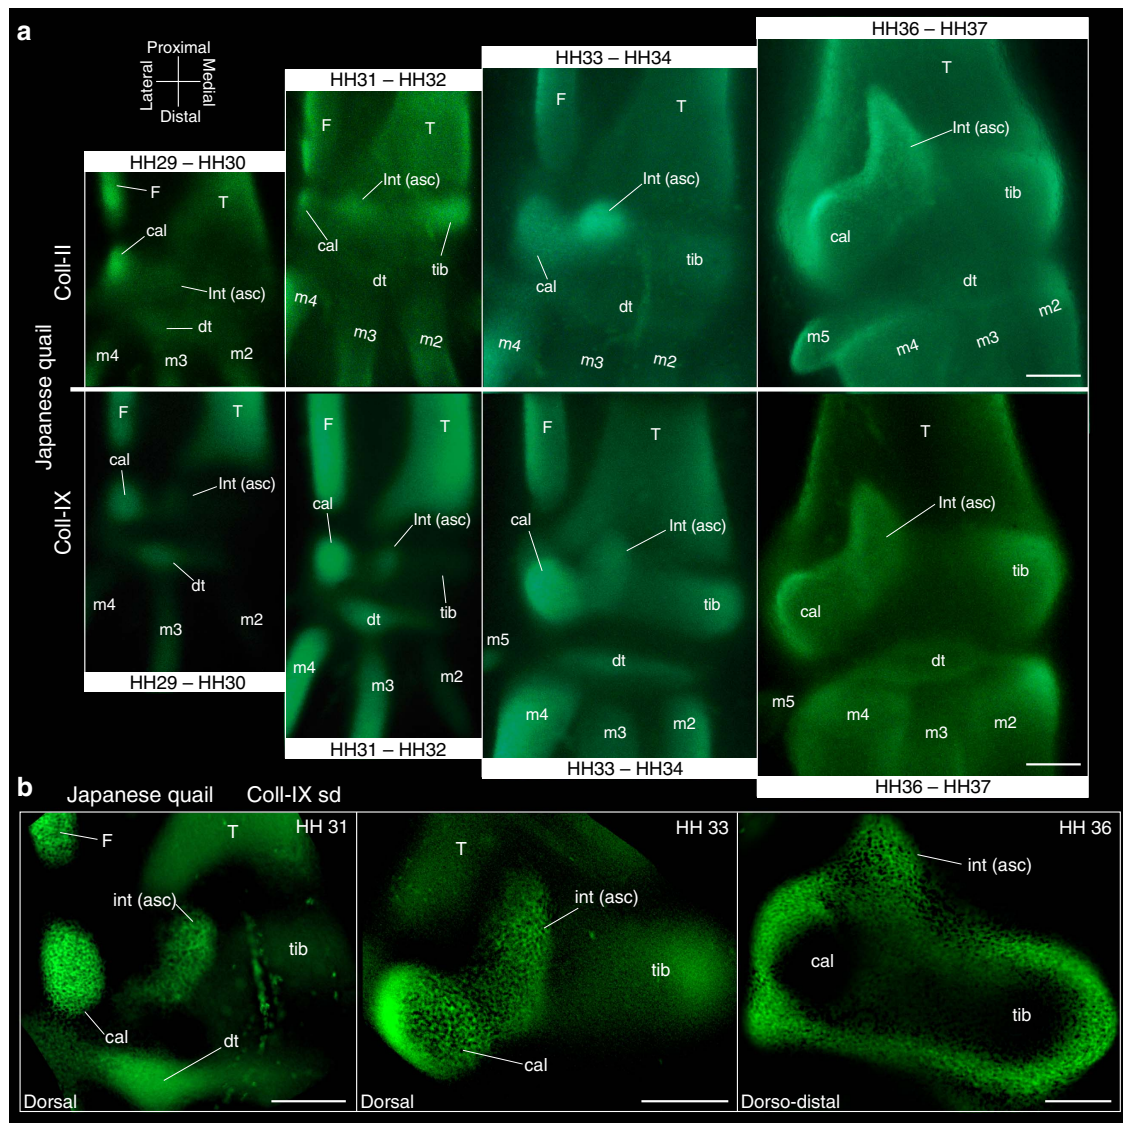 a
Proximal
Lateral
Medial
Distal
Japanese quail
Coll-II
HH29 – HH30
F
T
cal
Int (asc)
dt
m4
m3
m2
HH31 – HH32
F
T
Int (asc)
cal
tib
dt
m4
m3
m2
HH33 – HH34
F
T
Int (asc)
cal
tib
dt
m4
m3
m2
HH36 – HH37
T
Int (asc)
tib
cal
dt
m2
m5
m4
m3
Coll-IX
F
T
cal
Int (asc)
dt
m4
m3
m2
HH29 – HH30
F
T
cal
Int (asc)
tib
dt
m4
m3
m2
HH31 – HH32
F
T
cal
Int (asc)
tib
m5
dt
m4
m3
m2
HH33 – HH34
T
Int (asc)
tib
cal
dt
m5
m4
m3
m2
HH36 – HH37
b
Japanese quail Coll-IX sd
HH 31
F
T
int (asc)
tib
cal
dt
Dorsal
HH 33
T
int (asc)
tib
cal
Dorsal
HH 36
int (asc)
cal
tib
Dorso-distal